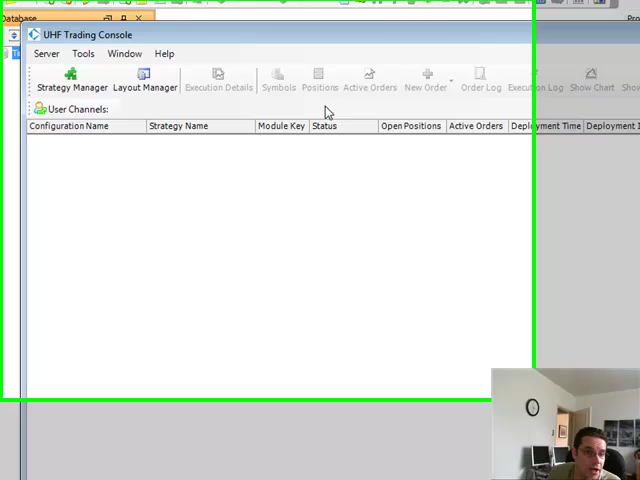 Database
Pro
UHF Trading Console
Server Tools Window Help
Strategy Manager Layout Manager Execution Details Symbols Positions Active Orders New Order Order Log Execution Log Show Chart Sho
User Channels:
Configuration Name Strategy Name Module Key Status Open Positions Active Orders Deployment Time Deployment I